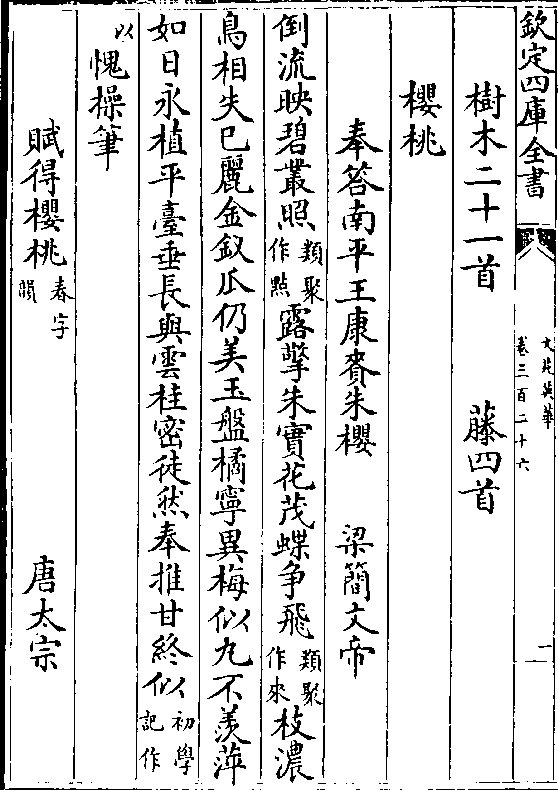 欽定四庫全書
文苑英華
卷三百二十六
二
樹木二十一首　藤四首
櫻桃
奉答南平王康賚朱櫻　梁簡文帝
倒流映碧叢照類聚作㸃露擎朱實花茂蝶争飛類聚作來枝濃
鳥相失已麗金釵瓜仍美玉盤橘寧異梅似丸不羨萍
如日永植平臺垂長與雲桂密徒然奉推甘終似初學記作
以愧操筆
賦得櫻桃春字韻　唐太宗